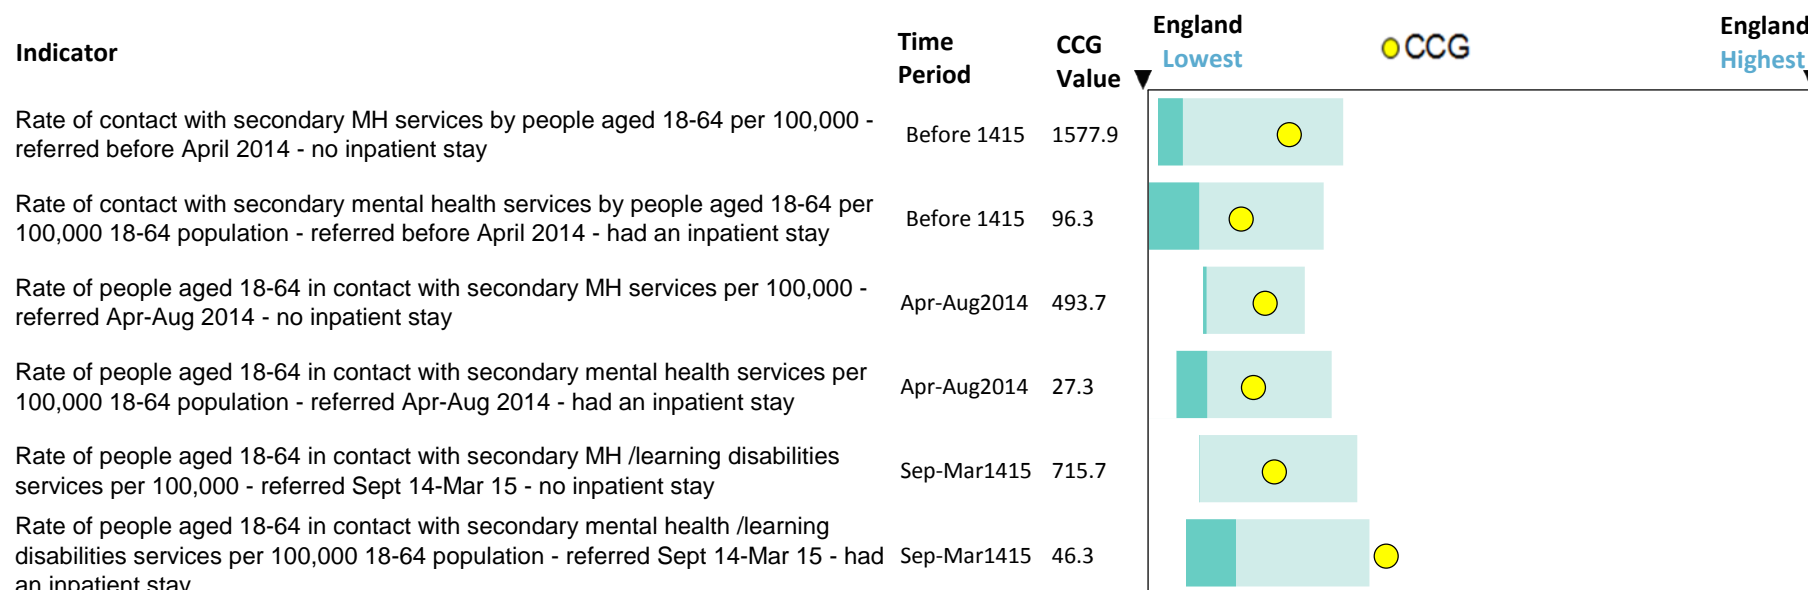 Indicator
Time
Period
CCG
Value
England
Lowest
CCG
England
Highest
Rate of contact with secondary MH services by people aged 18-64 per 100,000 -
referred before April 2014 - no inpatient stay
Before 1415
1577.9
Rate of contact with secondary mental health services by people aged 18-64 per
100,000 18-64 population - referred before April 2014 - had an inpatient stay
Before 1415
96.3
Rate of people aged 18-64 in contact with secondary MH services per 100,000 -
referred Apr-Aug 2014 - no inpatient stay
Apr-Aug2014
493.7
Rate of people aged 18-64 in contact with secondary mental health services per
100,000 18-64 population - referred Apr-Aug 2014 - had an inpatient stay
Apr-Aug2014
27.3
Rate of people aged 18-64 in contact with secondary MH /learning disabilities
services per 100,000 - referred Sept 14-Mar 15 - no inpatient stay
Sep-Mar1415
715.7
Rate of people aged 18-64 in contact with secondary mental health /learning
disabilities services per 100,000 18-64 population - referred Sept 14-Mar 15 - had
an inpatient stay
Sep-Mar1415
46.3